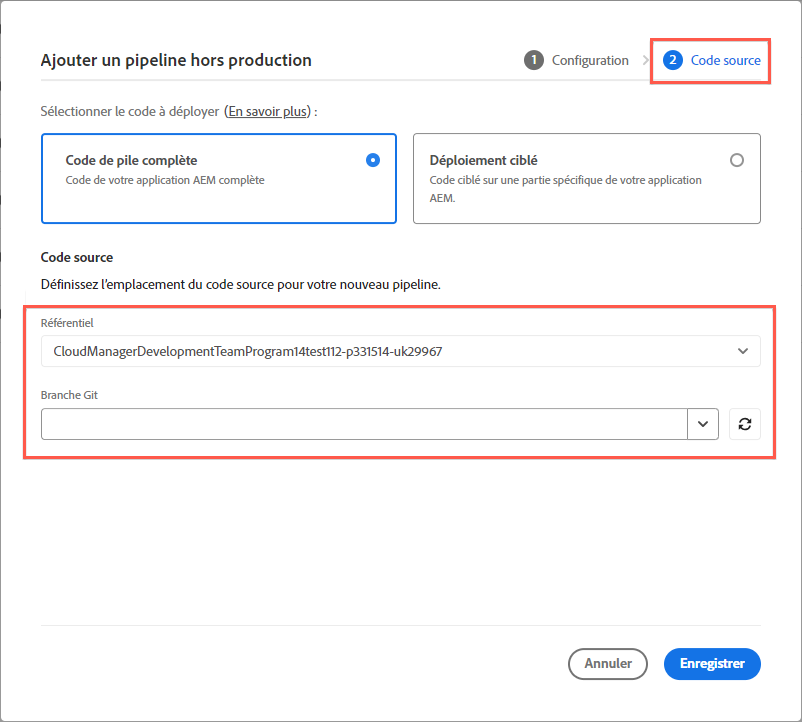 Ajouter un pipeline hors production
1 Configuration
2 Code source
Sélectionner le code à déployer (En savoir plus) :
Code de pile complète
Code de votre application AEM complète
Déploiement ciblé
Code ciblé sur une partie spécifique de votre application
AEM.
Code source
Définissez l'emplacement du code source pour votre nouveau pipeline.
Référentiel
CloudManagerDevelopmentTeamProgram14test112-p331514-uk29967
Branche Git
Annuler
Enregistrer